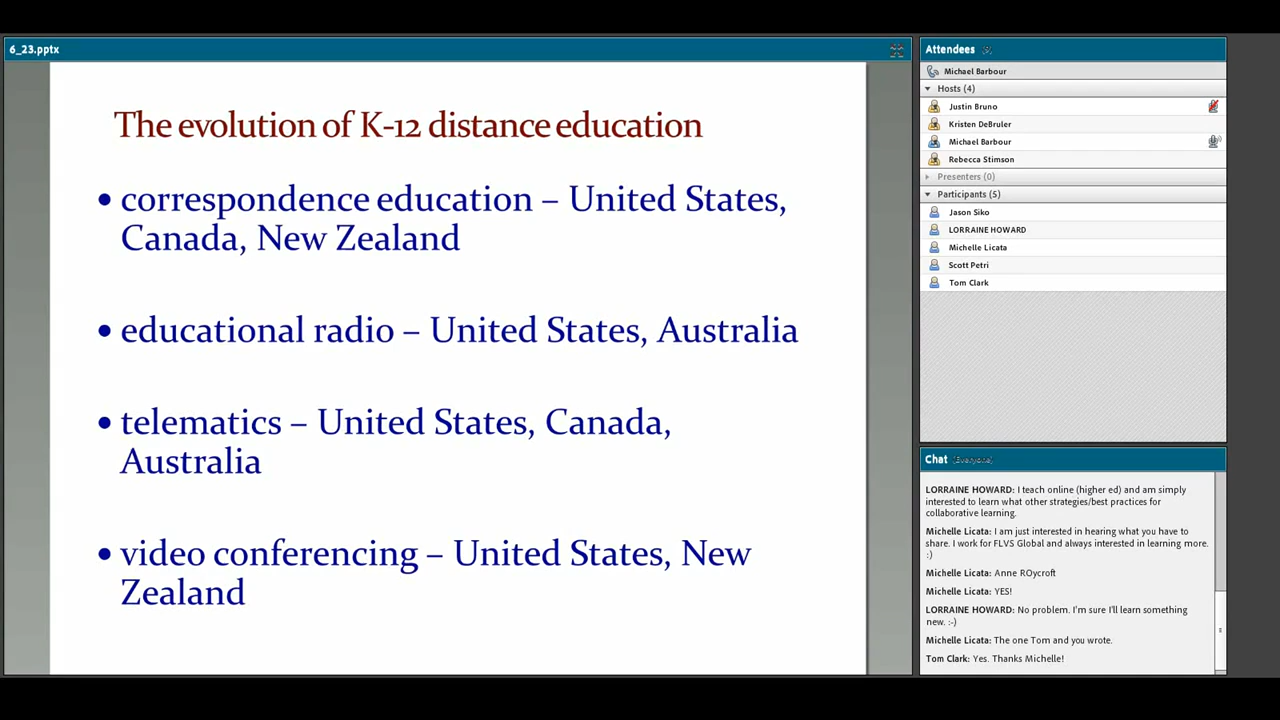 6_23.pptx
The evolution of K-12 distance education
• correspondence education – United States,
Canada, New Zealand
• educational radio – United States, Australia
• telematics – United States, Canada,
Australia
• video conferencing – United States, New
Zealand
Attendees
Michael Barbour
Hosts (4)
Justin Bruno
Kristen DeBruler
Michael Barbour
Rebecca Stimson
Presenters (0)
Participants (5)
Jason Siko
LORRAINE HOWARD
Michelle Licata
Scott Petri
Tom Clark
Chat (Everyone)
LORRAINE HOWARD: I teach online (higher ed) and am simply
interested to learn what other strategies/best practices for
collaborative learning.
Michelle Licata: I am just interested in hearing what you have to
share. I work for FLVS Global and always interested in learning more.
:)
Michelle Licata: Anne ROycroft
Michelle Licata: YES!
LORRAINE HOWARD: No problem. I'm sure I'll learn something
new. :-)
Michelle Licata: The one Tom and you wrote.
Tom Clark: Yes. Thanks Michelle!